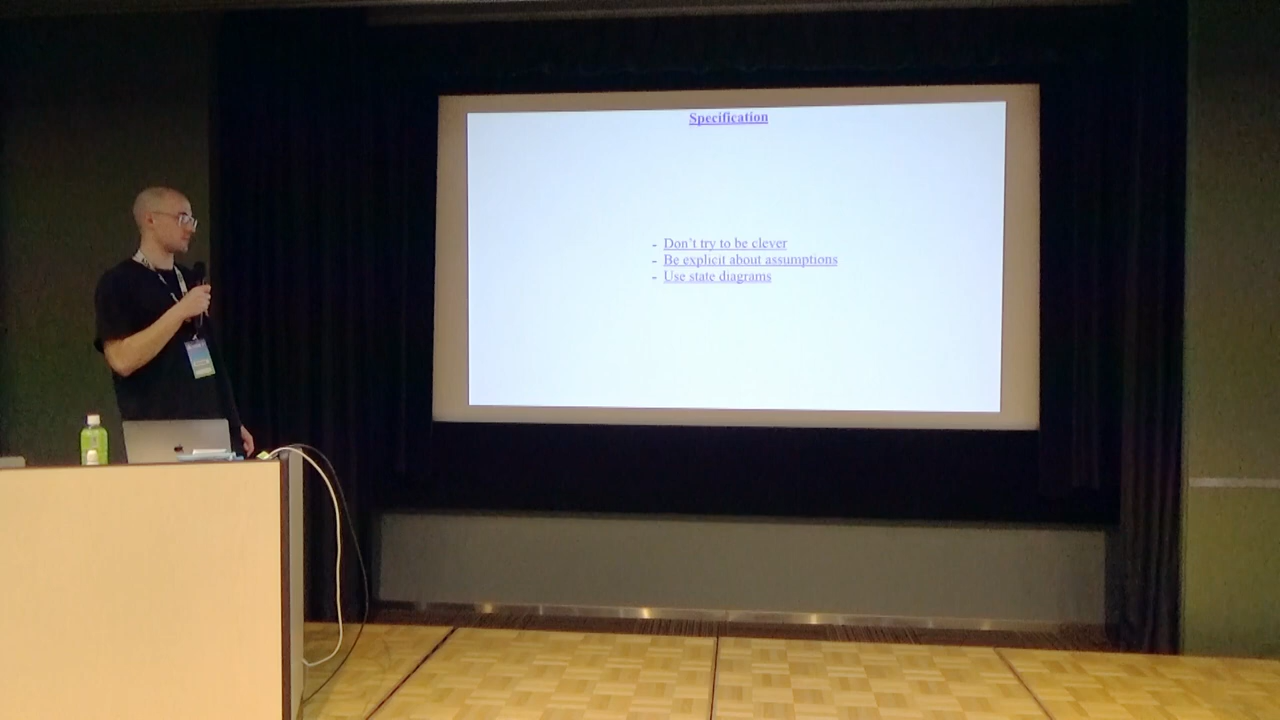 Specification
- Don't try to be clever
- Be explicit about assumptions
- Use state diagrams